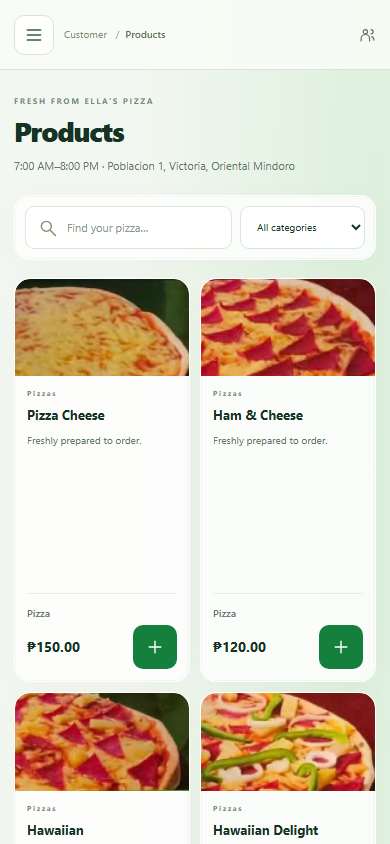 Customer / Products
FRESH FROM ELLA'S PIZZA
Products
7:00 AM–8:00 PM · Poblacion 1, Victoria, Oriental Mindoro
Find your pizza...
All categories
Pizzas
Pizza Cheese
Freshly prepared to order.
Pizza
₱150.00
Pizzas
Ham & Cheese
Freshly prepared to order.
Pizza
₱120.00
Pizzas
Hawaiian
Pizzas
Hawaiian Delight